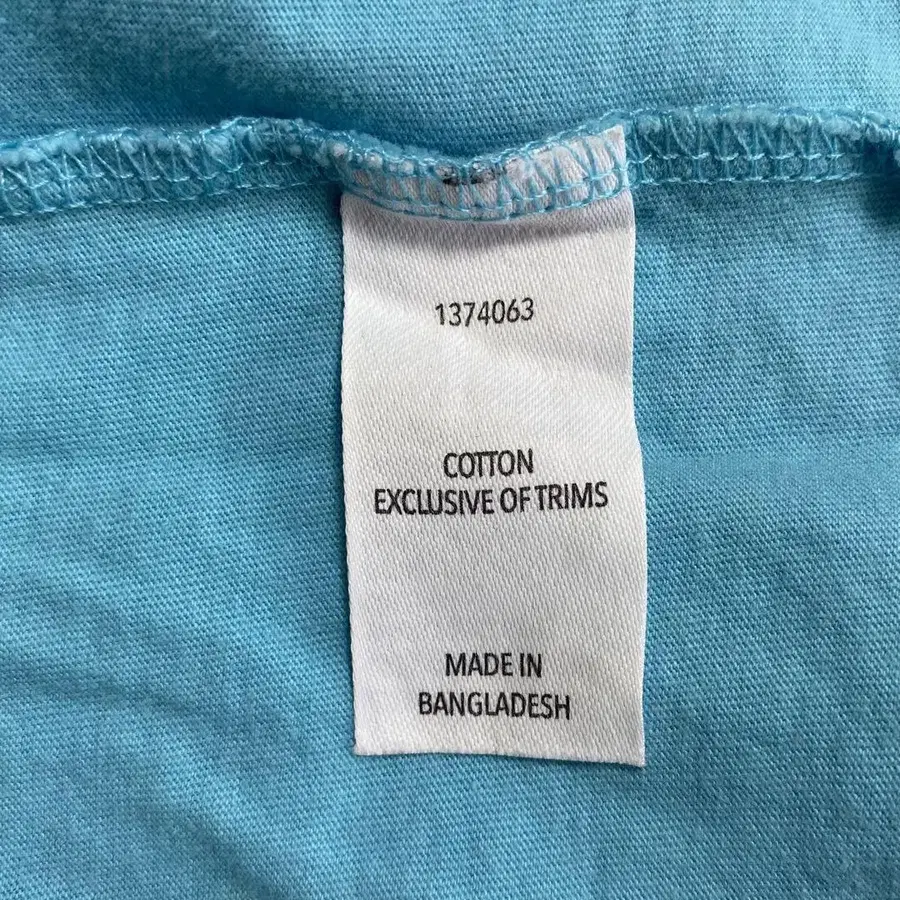 1374063
COTTON
EXCLUSIVE OF TRIMS
MADE IN
BANGLADESH